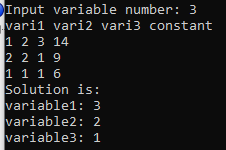 Input variable number: 3
vari1 vari2 vari3 constant
1 2 3 14
2 2 1 9
1 1 1 6
Solution is:
variable1: 3
variable2: 2
variable3: 1